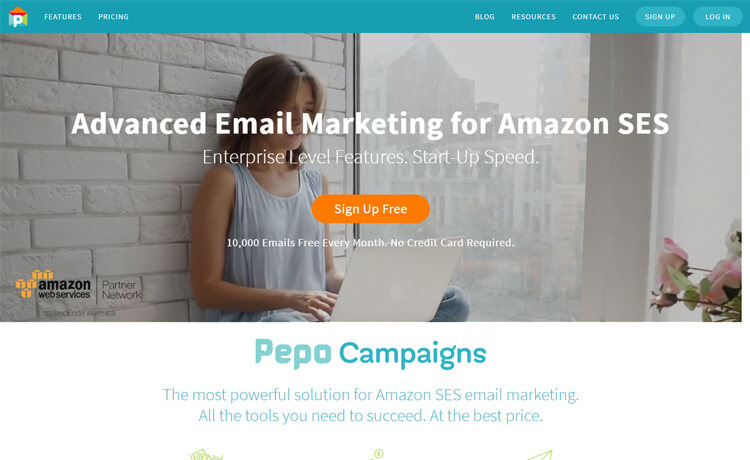 p
FEATURES
PRICING
BLOG
RESOURCES
CONTACT US
SIGN UP
LOG IN
Advanced Email Marketing for Amazon SES
Enterprise Level Features. Start-Up Speed.
Sign Up Free
10,000 Emails Free Every Month. No Credit Card Required.
amazon
web services
Partner
Network
TECHNOLOGY PARTNER
Pepo Campaigns
The most powerful solution for Amazon SES email marketing.
All the tools you need to succeed. At the best price.
$